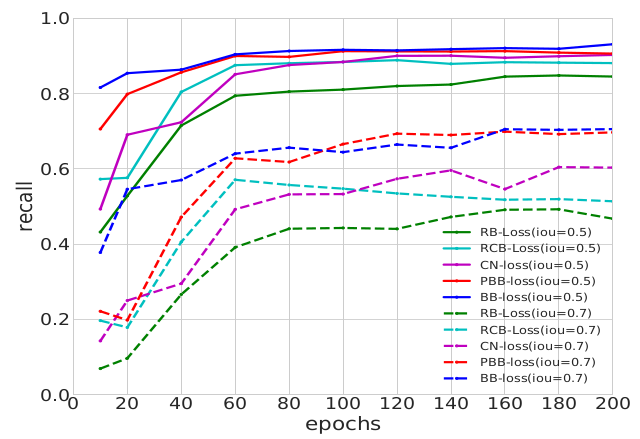 1.0
0.8
0.6
0.4
0.2
0.0
recall
RB-Loss(iou=0.5)
RCB-Loss(iou=0.5)
CN-loss(iou=0.5)
PBB-loss(iou=0.5)
BB-loss(iou=0.5)
RB-Loss(iou=0.7)
RCB-Loss(iou=0.7)
CN-loss(iou=0.7)
PBB-loss(iou=0.7)
BB-loss(iou=0.7)
0 20 40 60 80 100 120 140 160 180 200
epochs